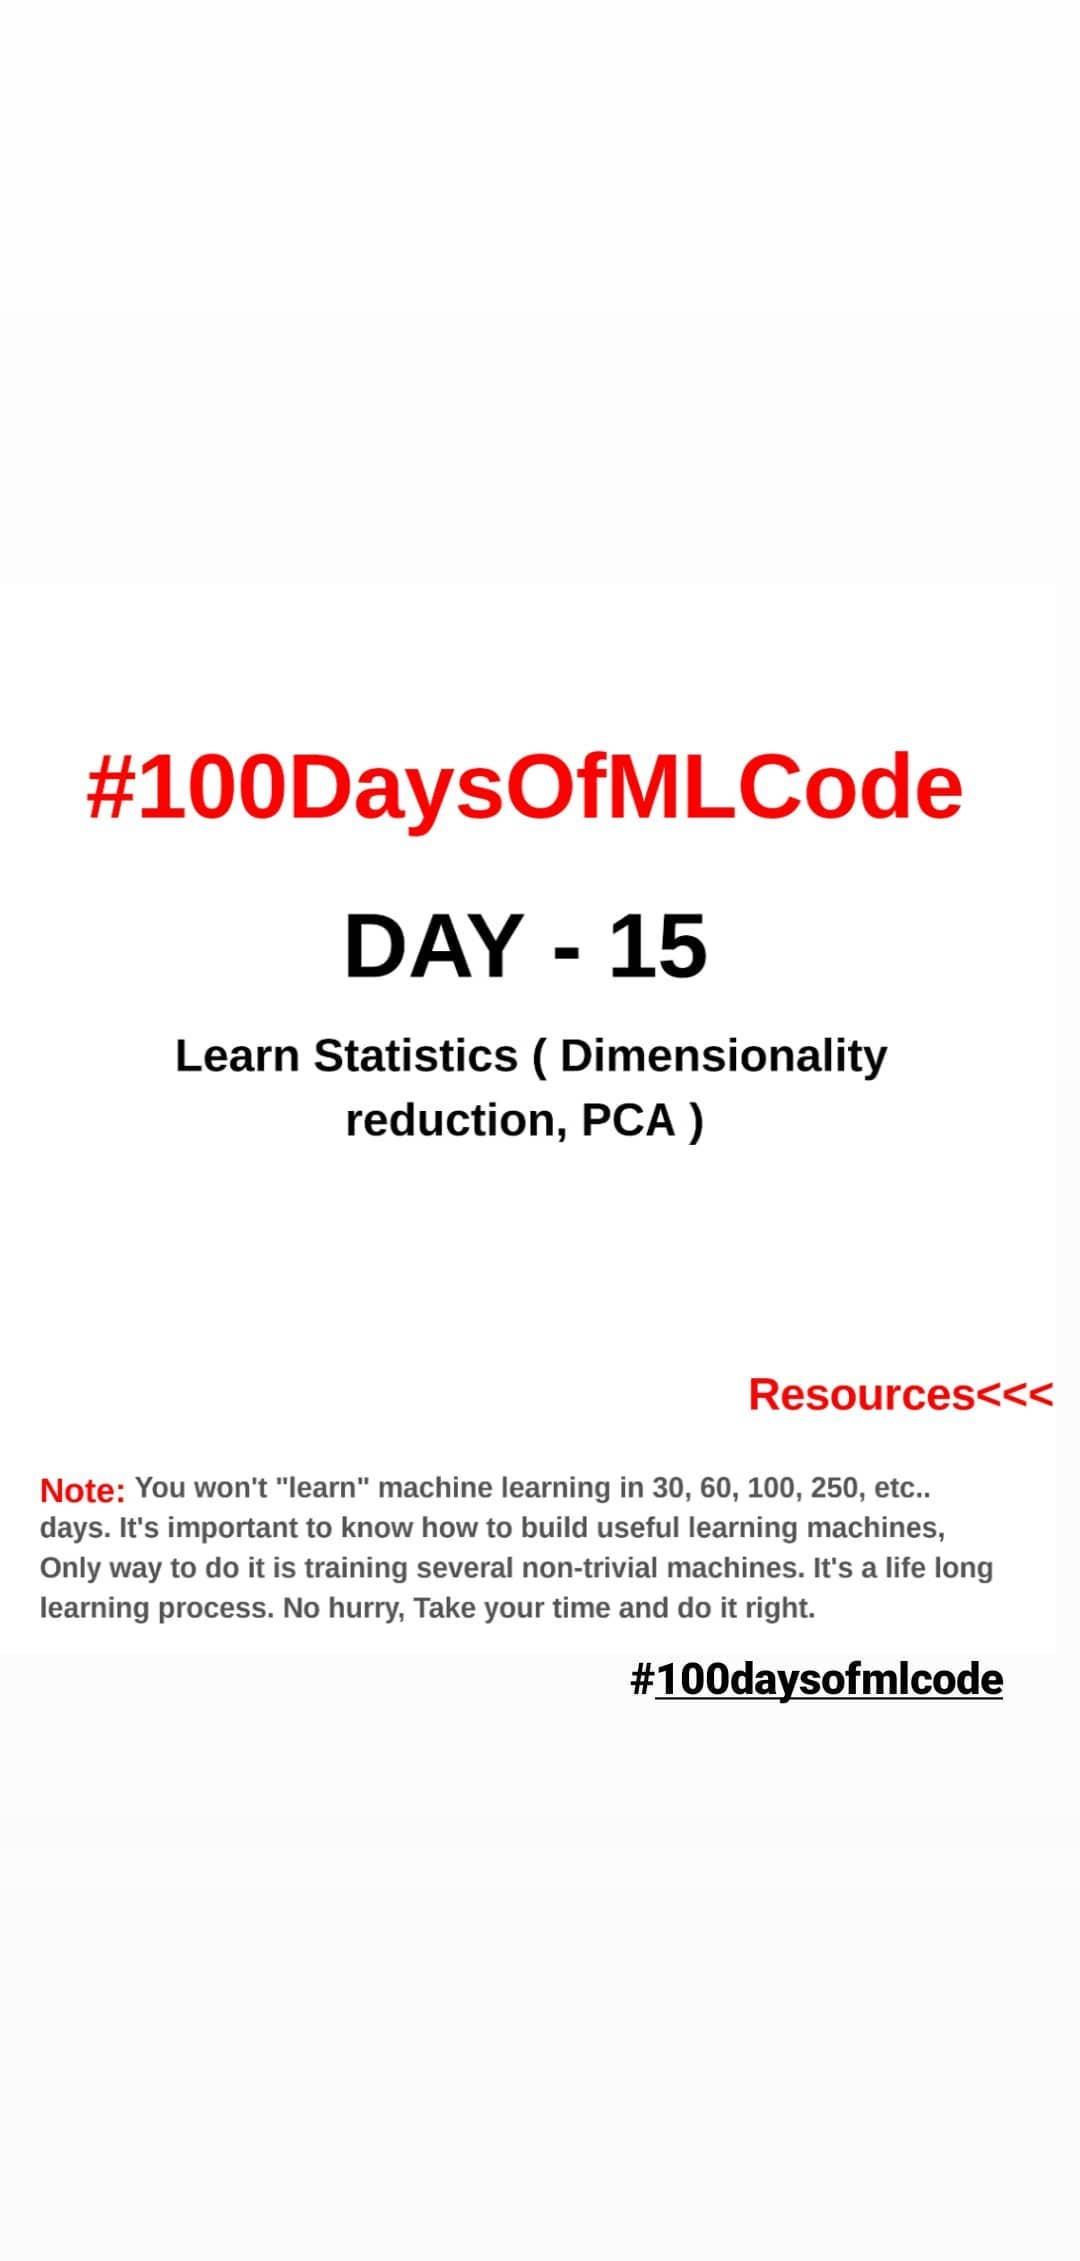 #100DaysOfMLCode
DAY - 15
Learn Statistics ( Dimensionality
reduction, PCA )
Resources<<<
Note: You won't "learn" machine learning in 30, 60, 100, 250, etc..
days. It's important to know how to build useful learning machines,
Only way to do it is training several non-trivial machines. It's a life long
learning process. No hurry, Take your time and do it right.
#100daysofmlcode